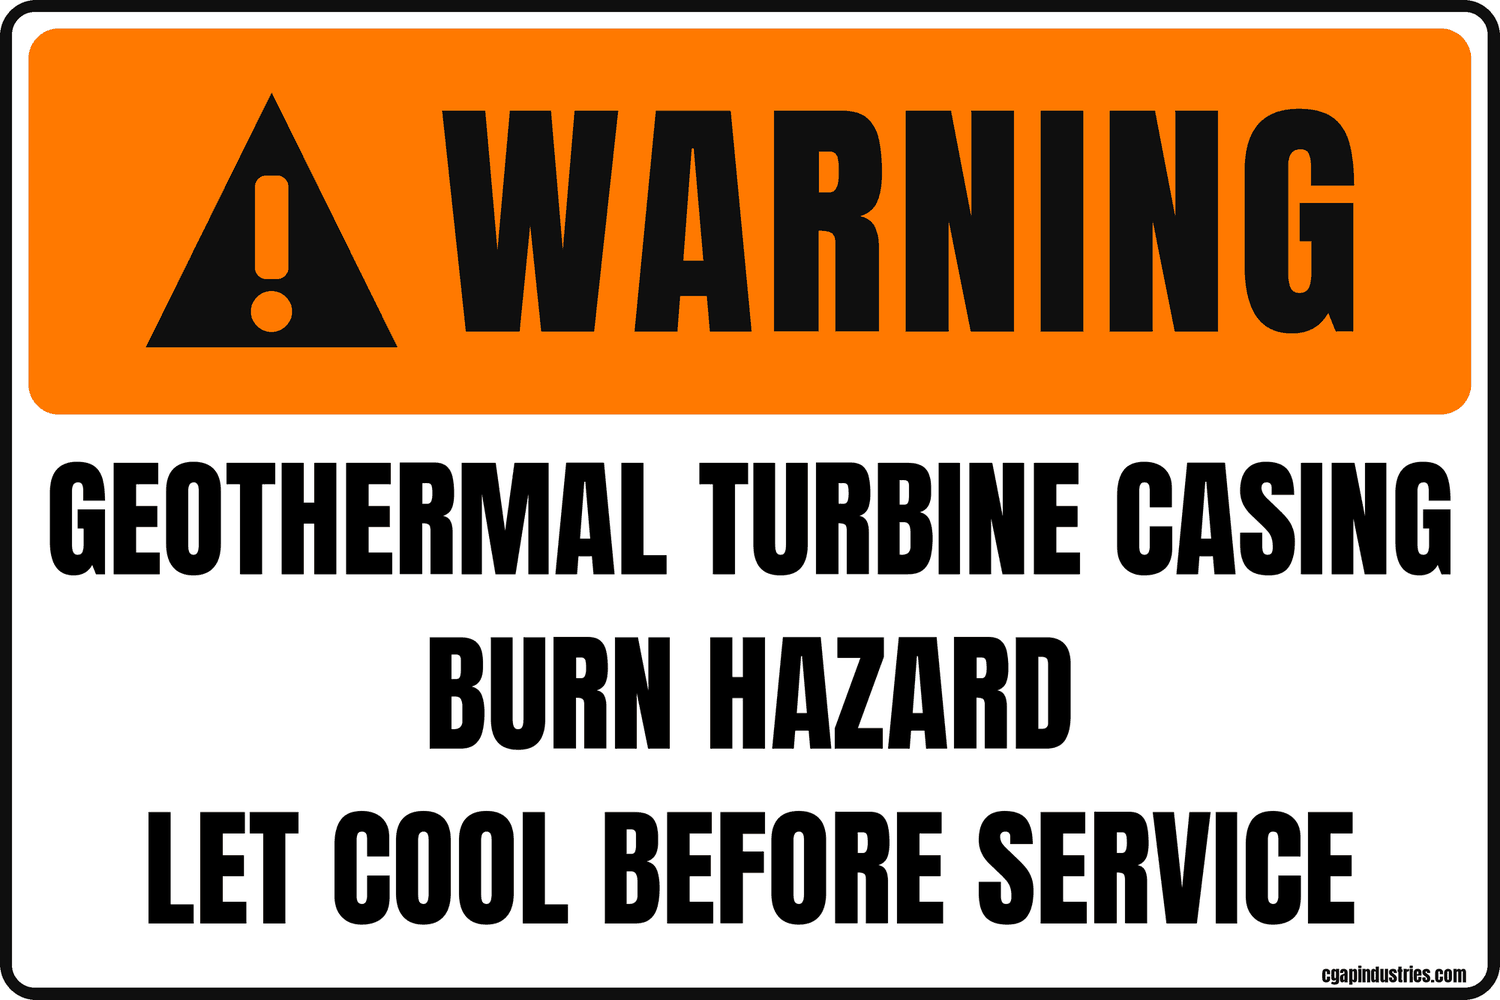 WARNING
GEOTHERMAL TURBINE CASING
BURN HAZARD
LET COOL BEFORE SERVICE
cgapindustries.com